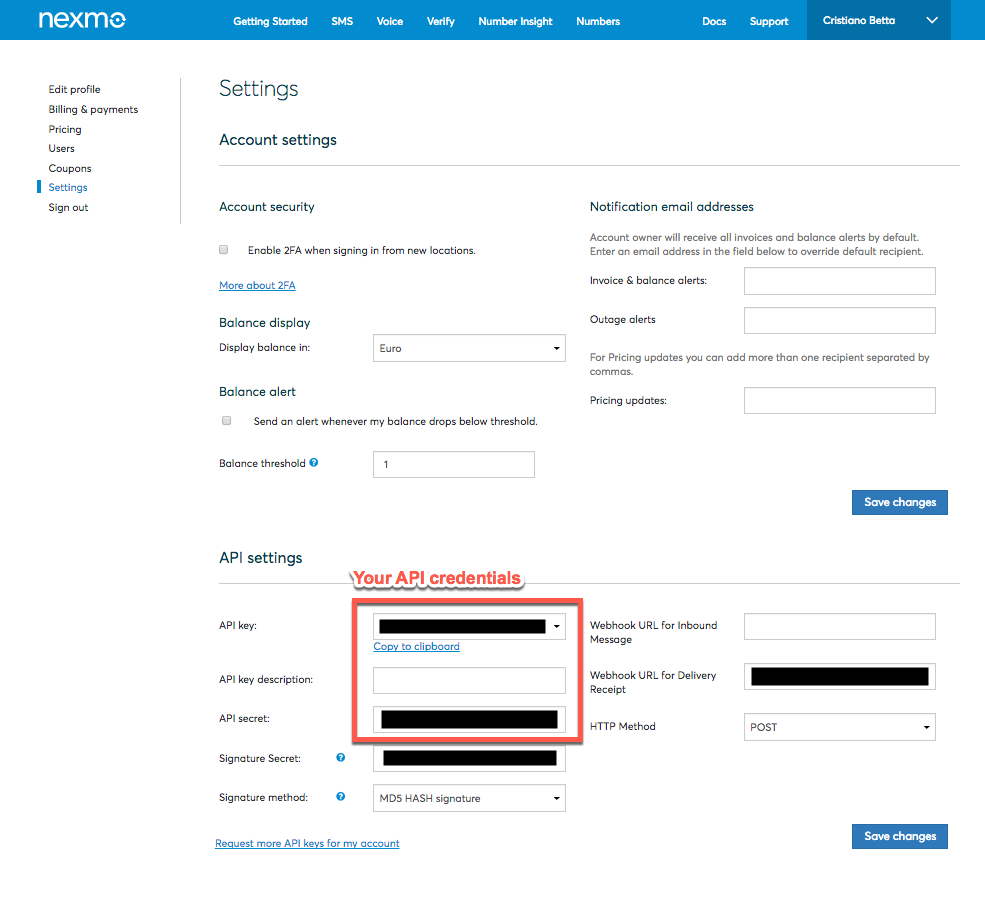 nexmo
Getting Started
SMS
Voice
Verify
Number Insight
Numbers
Docs
Support
Cristiano Betta
Edit profile
Billing & payments
Pricing
Users
Coupons
Settings
Sign out
Settings
Account settings
Account security
Enable 2FA when signing in from new locations.
More about 2FA
Balance display
Display balance in:
Euro
Balance alert
Send an alert whenever my balance drops below threshold.
Balance threshold ?
1
Notification email addresses
Account owner will receive all invoices and balance alerts by default.
Enter an email address in the field below to override default recipient.
Invoice & balance alerts:
Outage alerts
For Pricing updates you can add more than one recipient separated by
commas.
Pricing updates:
Save changes
API settings
Your API credentials
API key:
Copy to clipboard
API key description:
API secret:
Signature Secret: ?
Signature method: ?
MD5 HASH signature
Request more API keys for my account
Webhook URL for Inbound
Message
Webhook URL for Delivery
Receipt
HTTP Method
POST
Save changes